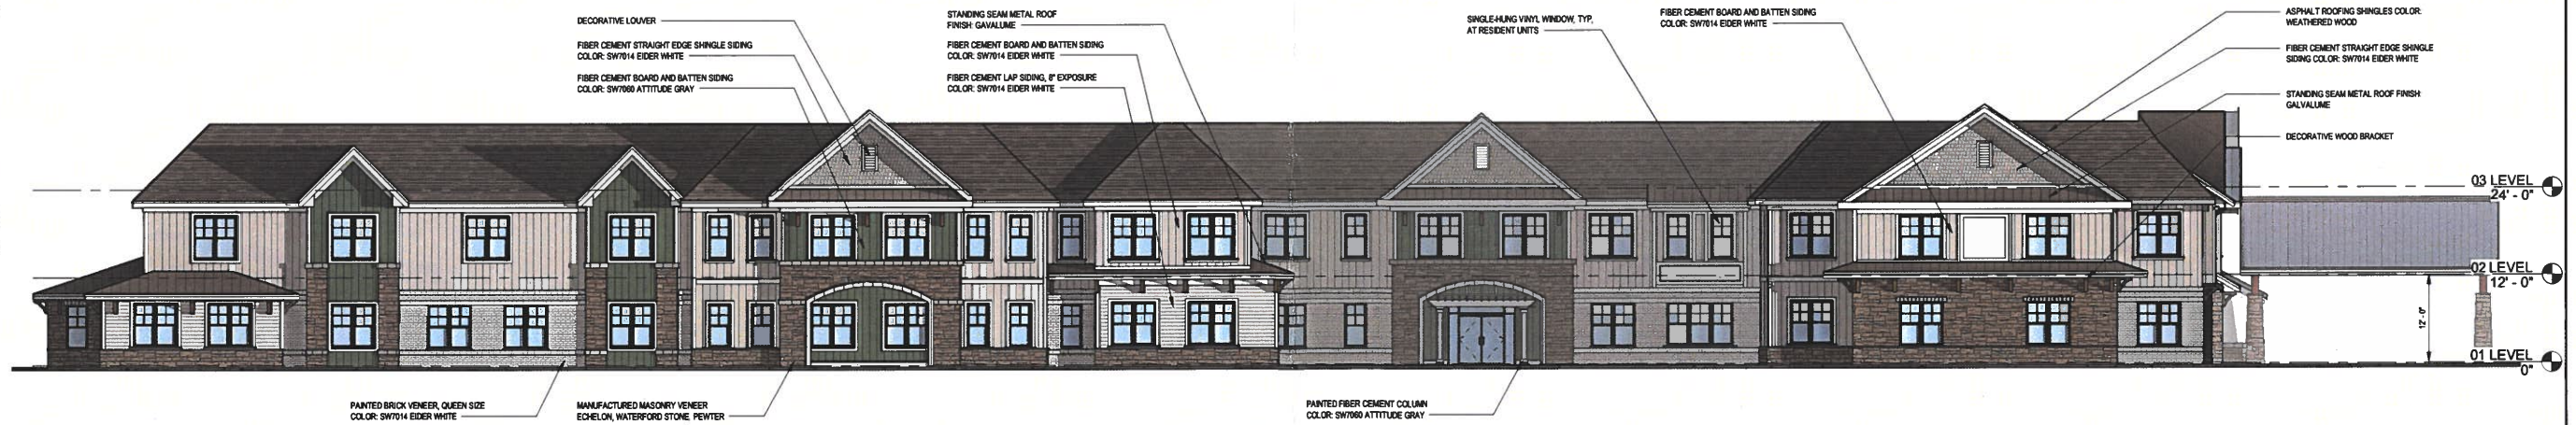 DECORATIVE LOUVER
FIBER CEMENT STRAIGHT EDGE SHINGLE SIDING
COLOR: SW7014 EIDER WHITE
FIBER CEMENT BOARD AND BATTEN SIDING
COLOR: SW7060 ATTITUDE GRAY
STANDING SEAM METAL ROOF
FINISH: GAVALUME
FIBER CEMENT BOARD AND BATTEN SIDING
COLOR: SW7014 EIDER WHITE
FIBER CEMENT LAP SIDING, 8" EXPOSURE
COLOR: SW7014 EIDER WHITE
SINGLE-HUNG VINYL WINDOW, TYP.
AT RESIDENT UNITS
FIBER CEMENT BOARD AND BATTEN SIDING
COLOR: SW7014 EIDER WHITE
ASPHALT ROOFING SHINGLES COLOR:
WEATHERED WOOD
FIBER CEMENT STRAIGHT EDGE SHINGLE
SIDING COLOR: SW7014 EIDER WHITE
STANDING SEAM METAL ROOF FINISH:
GALVALUME
DECORATIVE WOOD BRACKET
03 LEVEL
24' - 0"
02 LEVEL
12' - 0"
12' - 0"
01 LEVEL
0"
PAINTED BRICK VENEER, QUEEN SIZE
COLOR: SW7014 EIDER WHITE
MANUFACTURED MASONRY VENEER
ECHELON, WATERFORD STONE, PEWTER
PAINTED FIBER CEMENT COLUMN
COLOR: SW7060 ATTITUDE GRAY